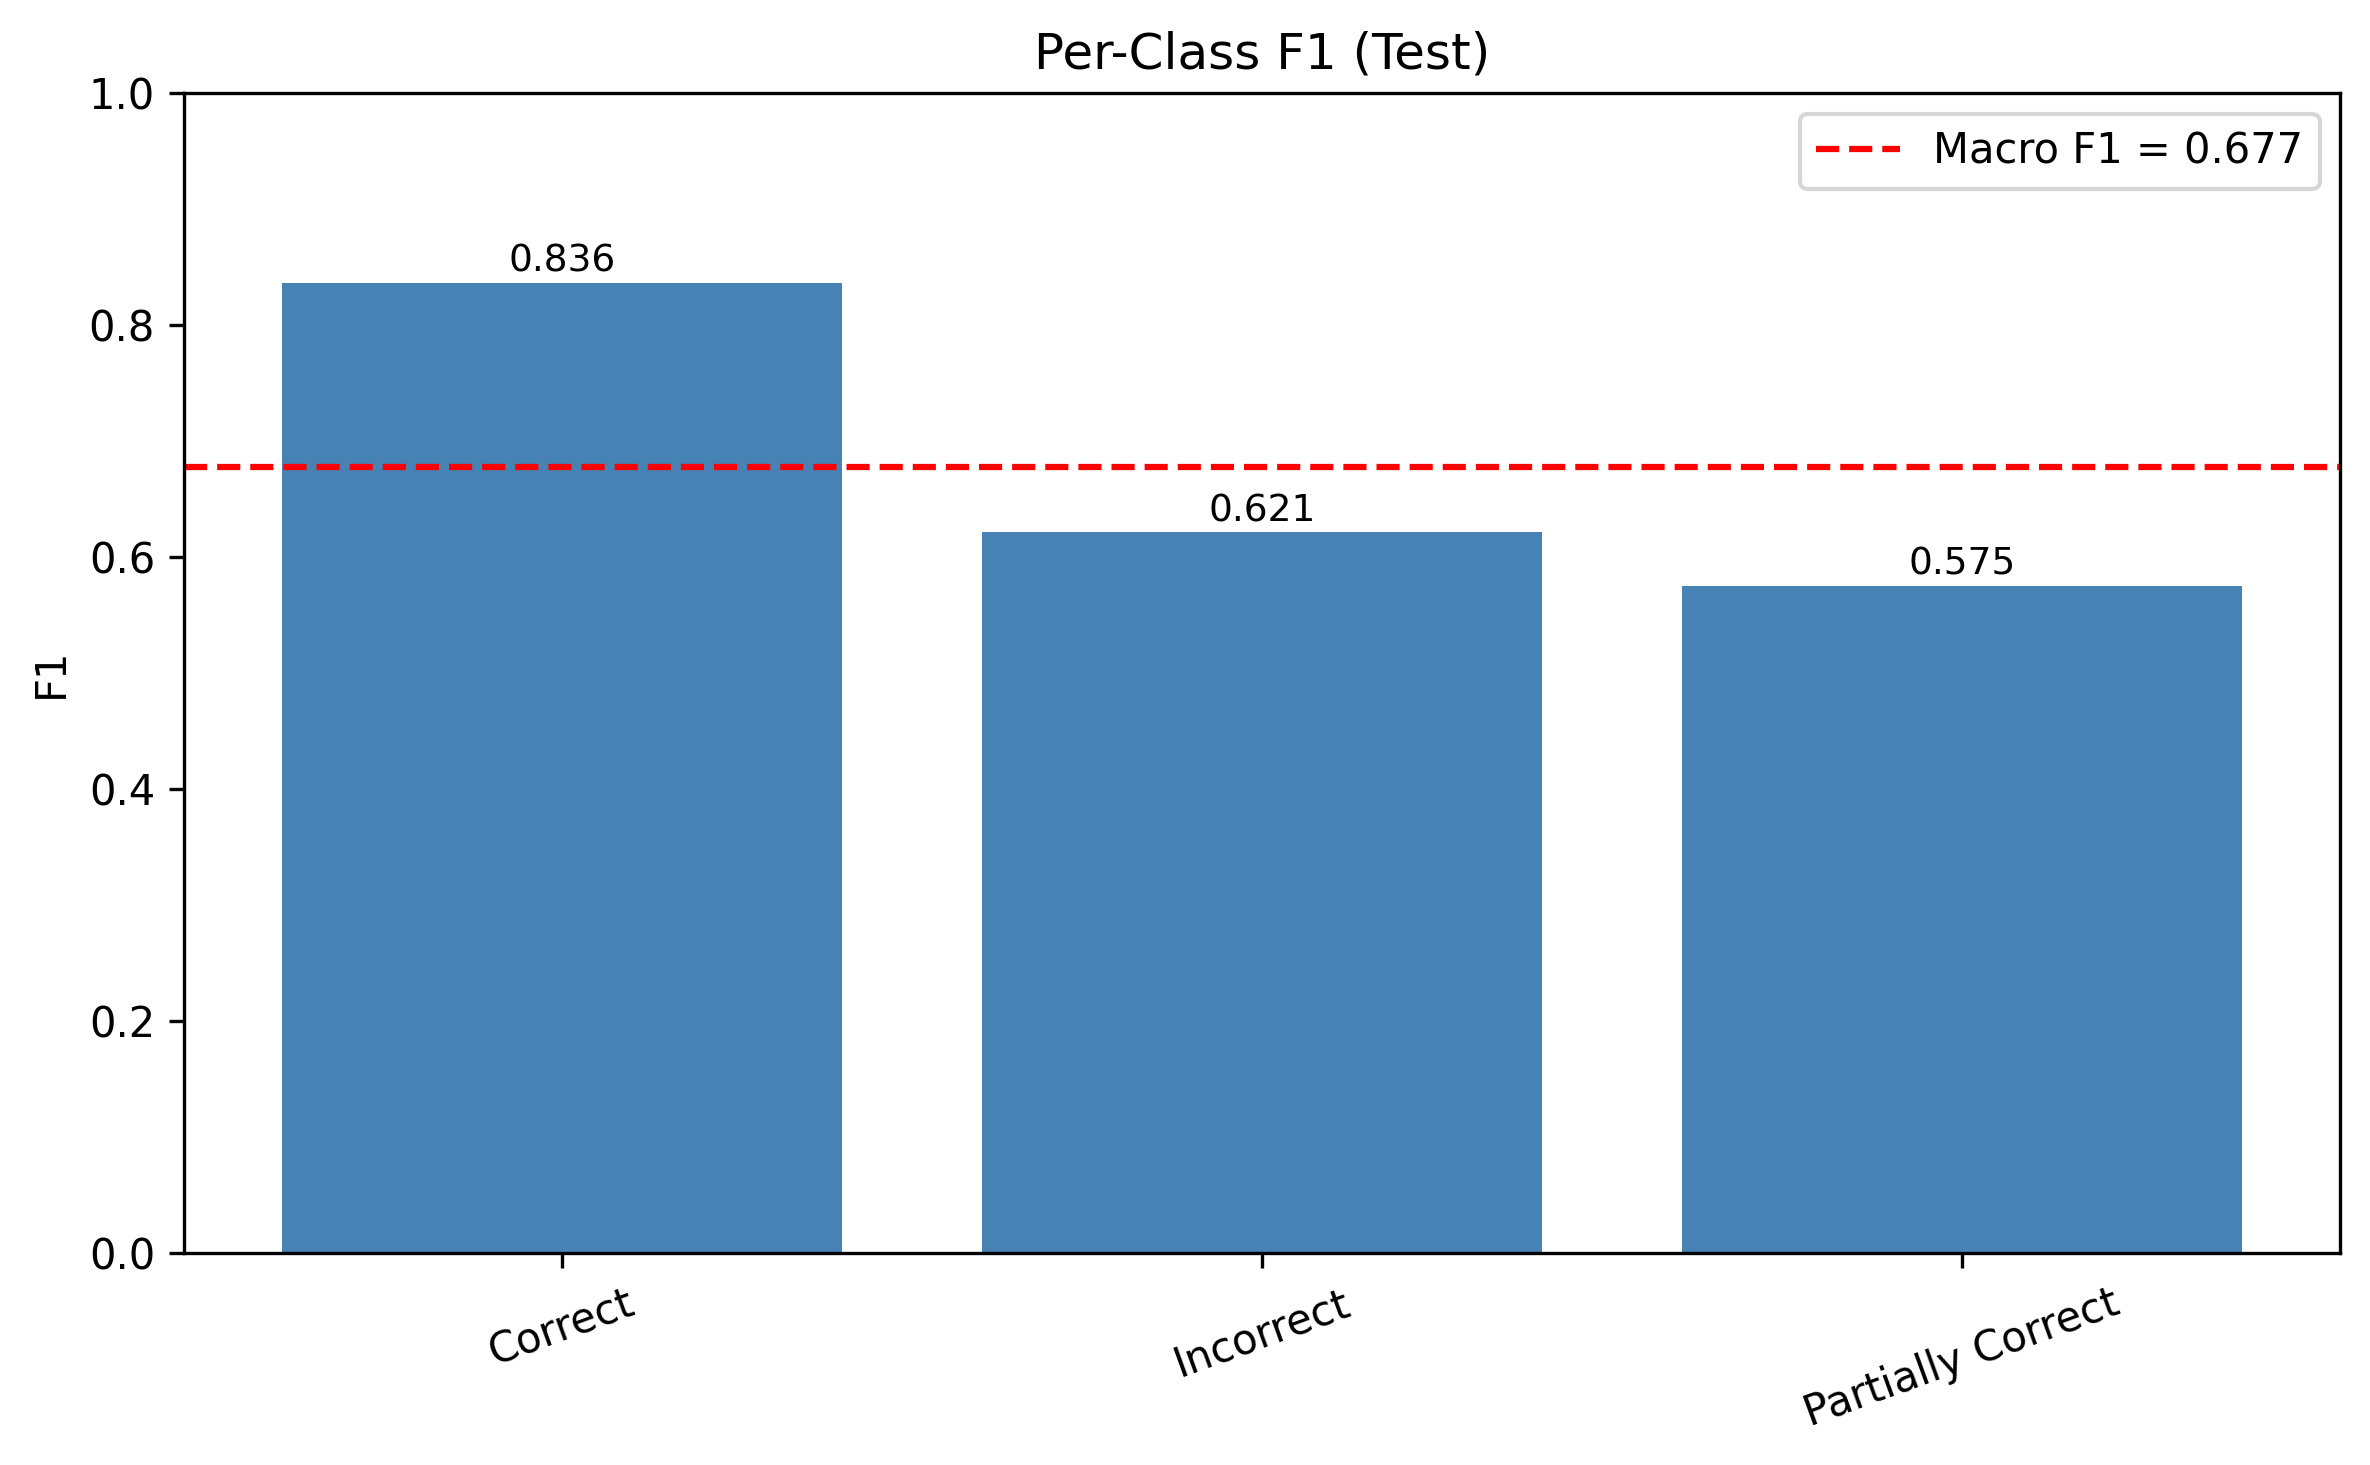 Per-Class F1 (Test)
Macro F1 = 0.677
1.0
0.8
0.6
0.4
0.2
0.0
F1
0.836
0.621
0.575
Correct
Incorrect
Partially Correct